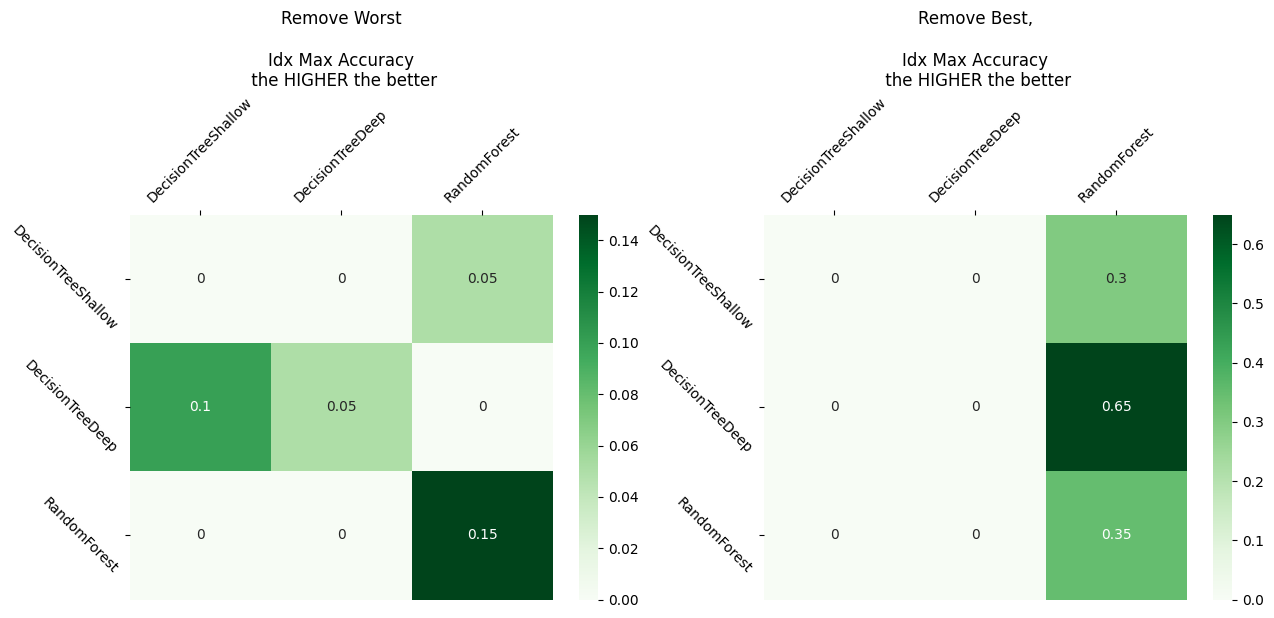 Remove Worst
Idx Max Accuracy
the HIGHER the better
DecisionTreeShallow
DecisionTreeDeep
RandomForest
DecisionTreeShallow
0
0
0.05
DecisionTreeDeep
0.1
0.05
0
RandomForest
0
0
0.15
0.14
0.12
0.10
0.08
0.06
0.04
0.02
0.00
Remove Best,
Idx Max Accuracy
the HIGHER the better
DecisionTreeShallow
DecisionTreeDeep
RandomForest
DecisionTreeShallow
0
0
0.3
DecisionTreeDeep
0
0
0.65
RandomForest
0
0
0.35
0.6
0.5
0.4
0.3
0.2
0.1
0.0